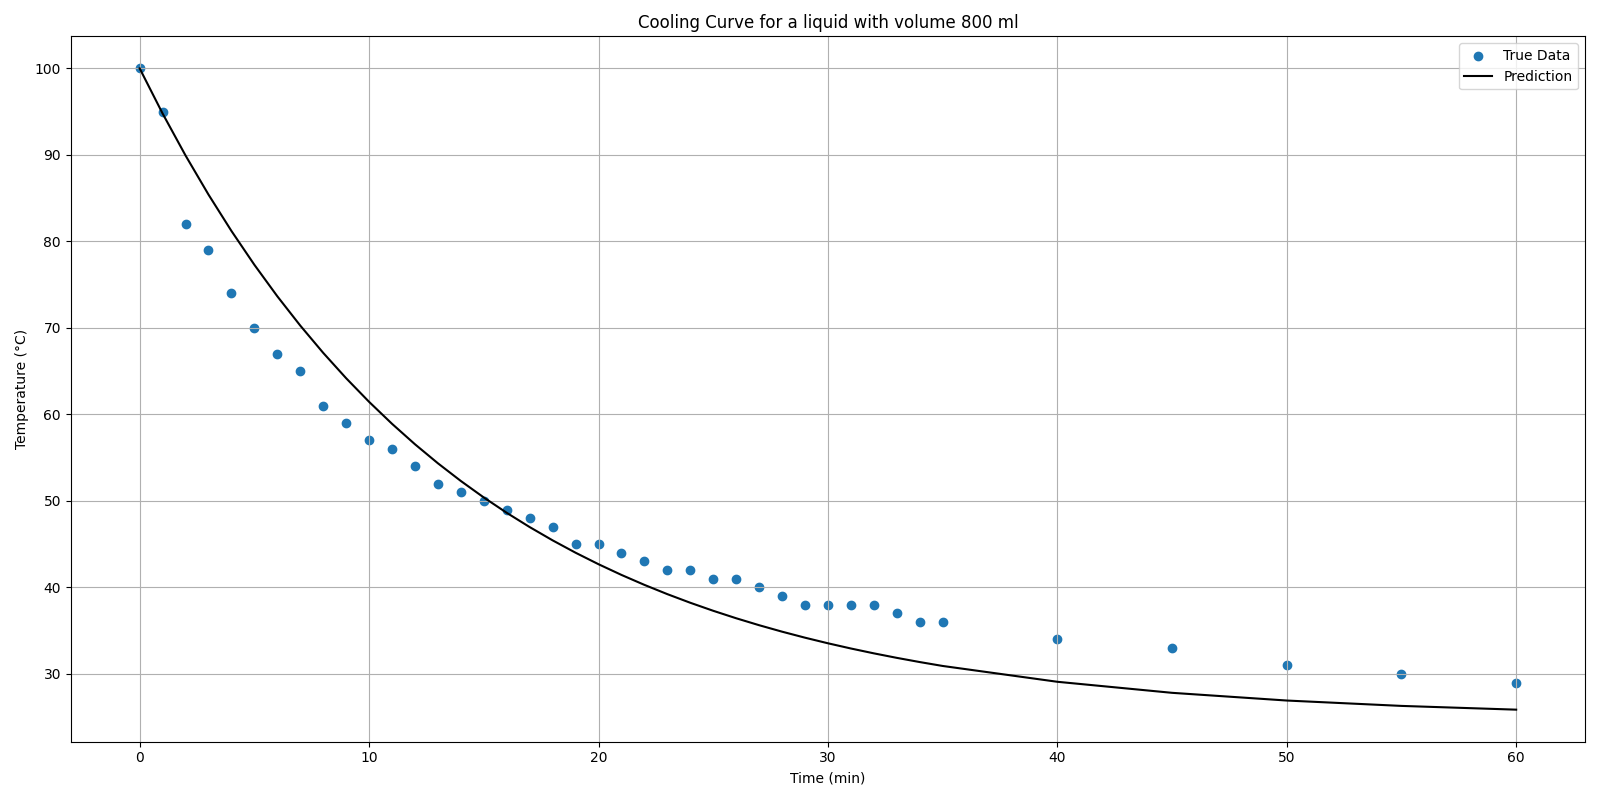 Cooling Curve for a liquid with volume 800 ml
True Data
Prediction
100
90
80
70
60
50
40
30
Temperature (°C)
0 10 20 30 40 50 60
Time (min)